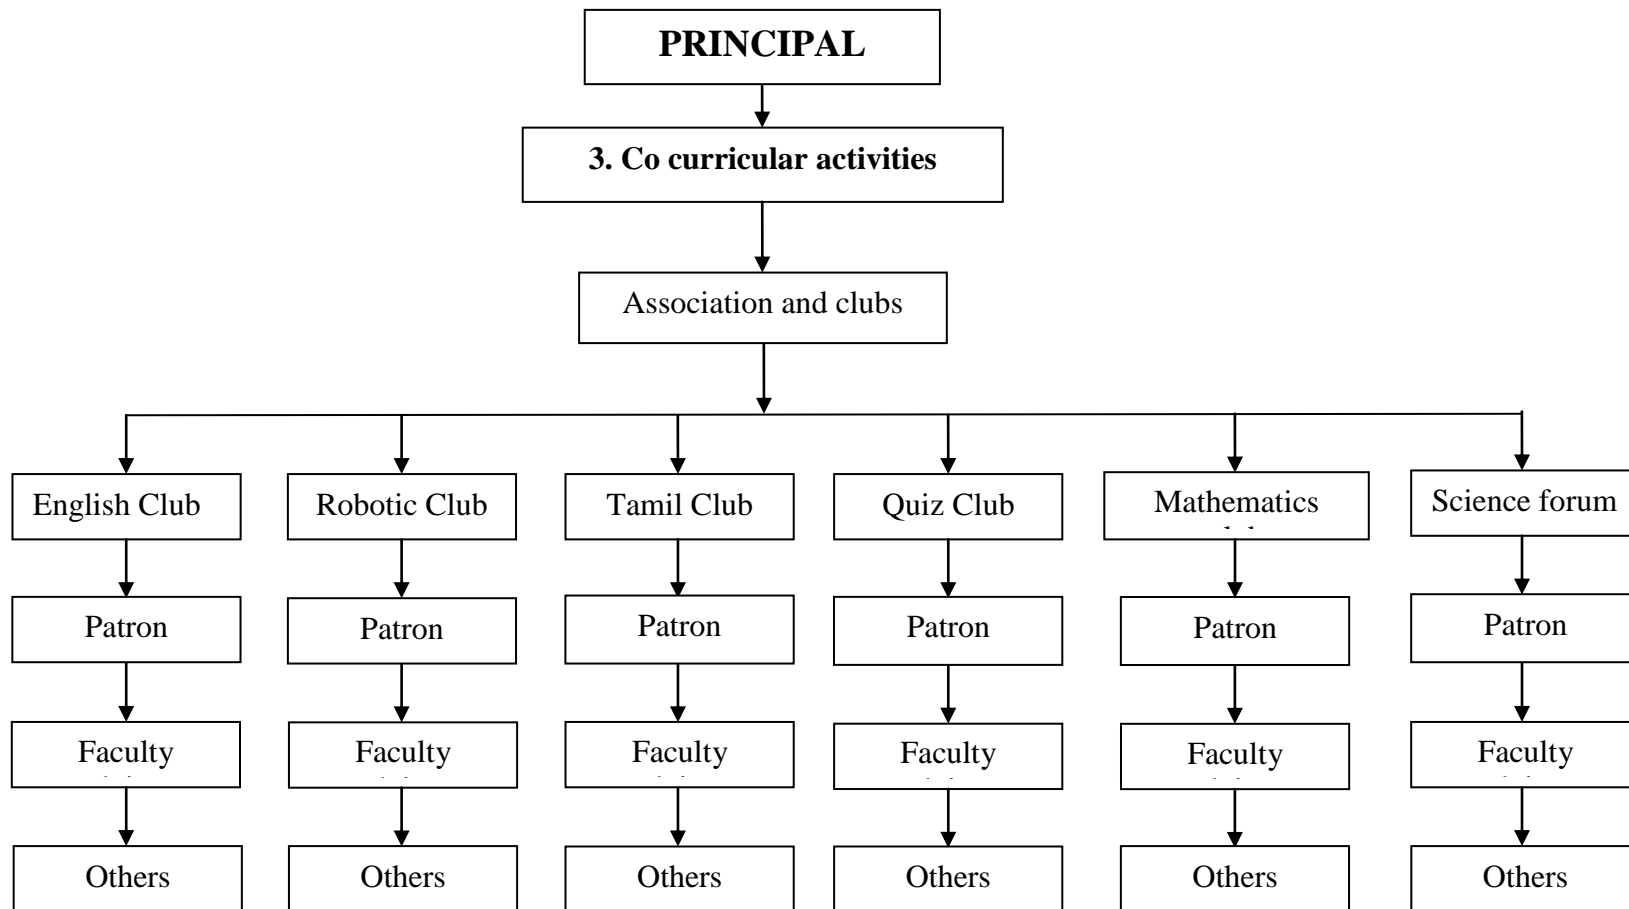 PRINCIPAL
3. Co curricular activities
Association and clubs
English Club
Robotic Club
Tamil Club
Quiz Club
Mathematics
Science forum
Patron
Patron
Patron
Patron
Patron
Patron
Faculty
Faculty
Faculty
Faculty
Faculty
Faculty
Others
Others
Others
Others
Others
Others